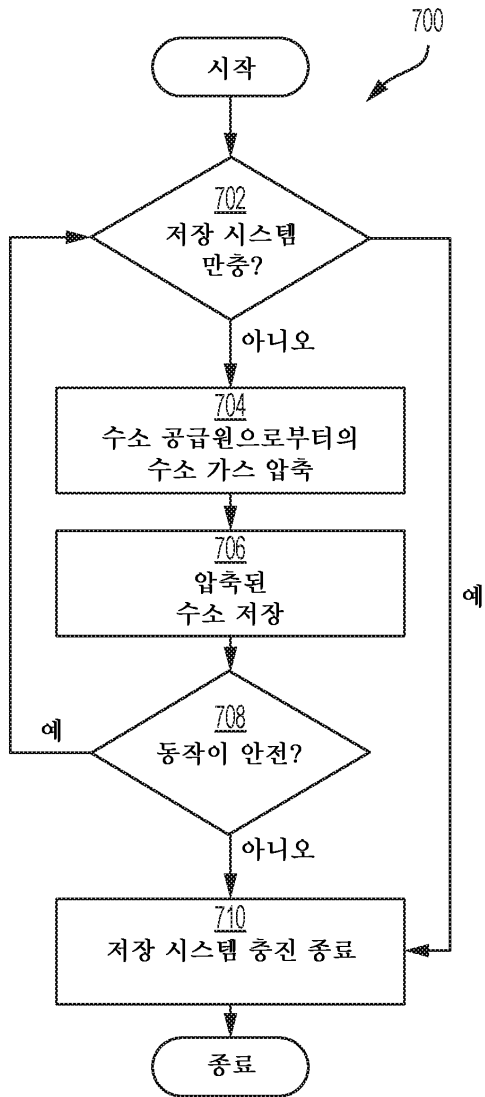 700
시작
702
저장 시스템
만충?
아니오
704
수소 공급원으로부터의
수소 가스 압축
706
압축된
수소 저장
예
708
동작이 안전?
예
아니오
710
저장 시스템 충진 종료
종료